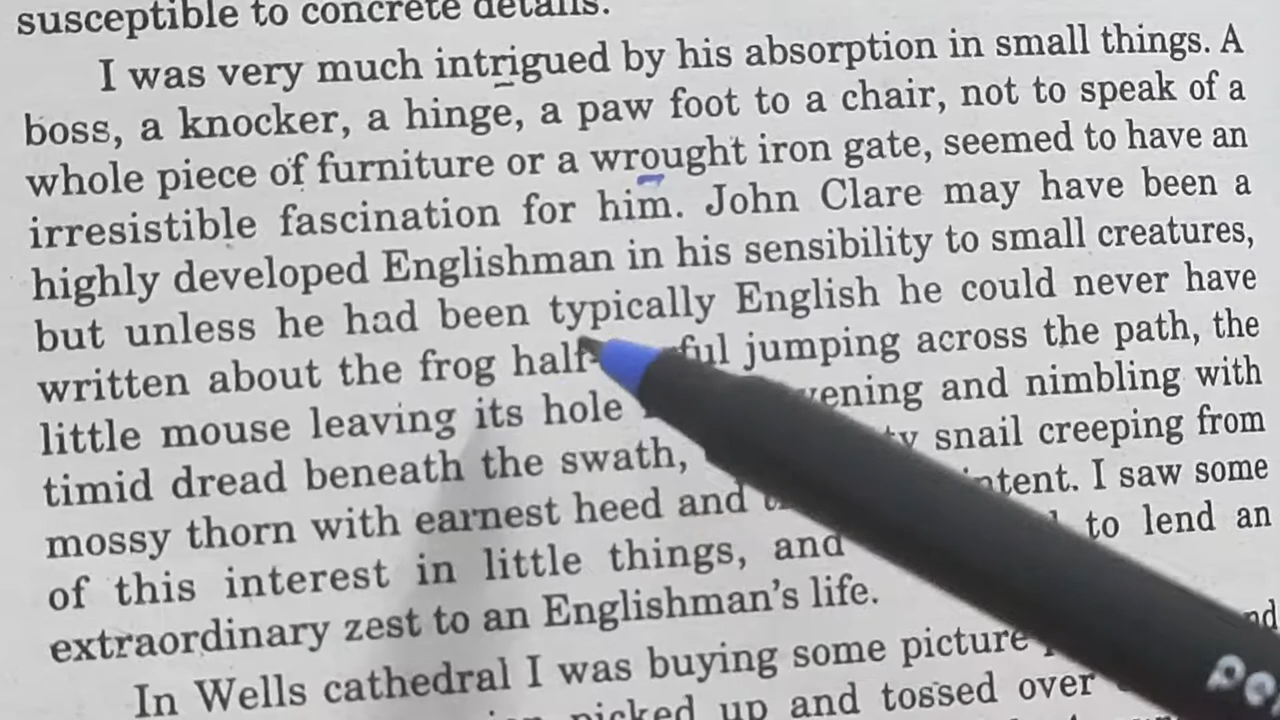 susceptible to concrete details.
I was very much intrigued by his absorption in small things. A
boss, a knocker, a hinge, a paw foot to a chair, not to speak of a
whole piece of furniture or a wrought iron gate, seemed to have an
irresistible fascination for him. John Clare may have been a
highly developed Englishman in his sensibility to small creatures,
but unless he had been typically English he could never have
written about the frog half- jumping across the path, the
little mouse leaving its hole and nimbling with
timid dread beneath the swath, snail creeping from
mossy thorn with earnest heed and I saw some
of this interest in little things, and to lend an
extraordinary zest to an Englishman's life.
In Wells cathedral I was buying some picture
picked up and tossed over